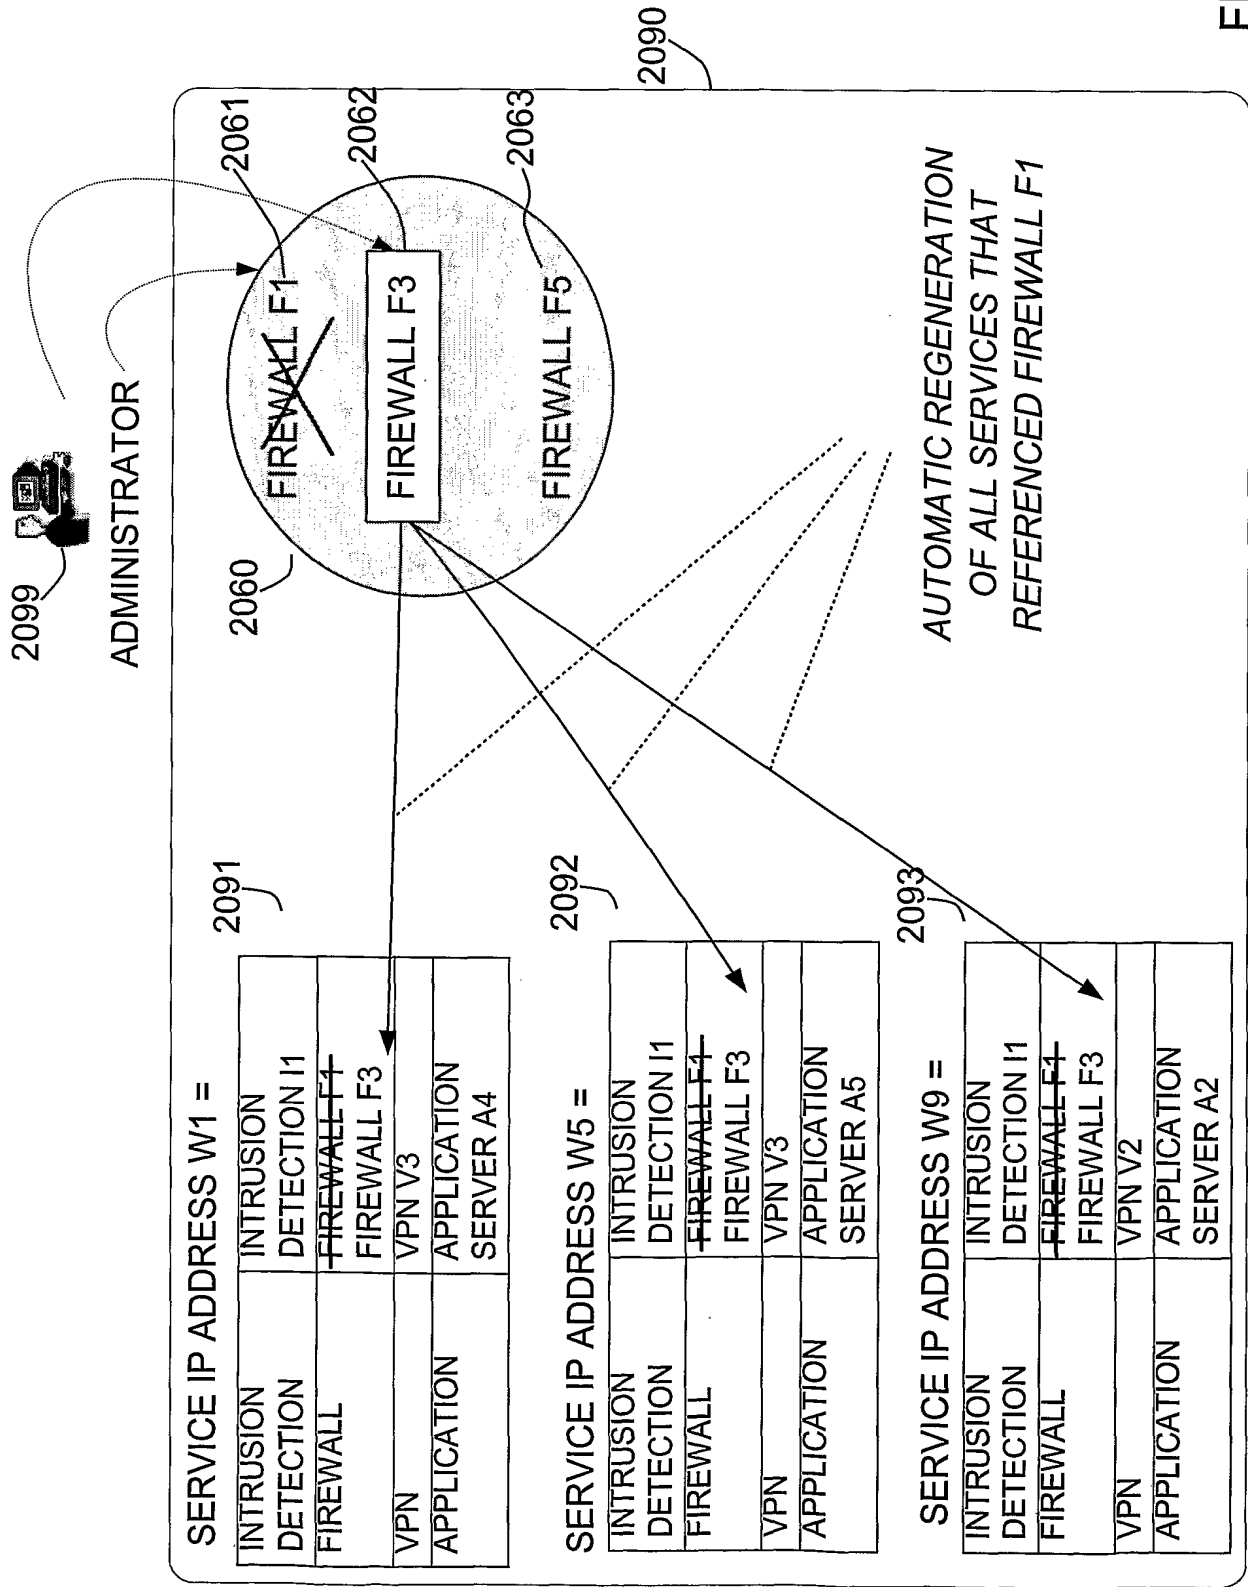 2099
ADMINISTRATOR
2090
SERVICE IP ADDRESS W1 =
2091
INTRUSION
DETECTION
INTRUSION
DETECTION I1
FIREWALL
FIREWALL F1
FIREWALL F3
VPN
VPN V3
APPLICATION
APPLICATION
SERVER A4
2060
FIREWALL F1
2061
FIREWALL F3
2062
FIREWALL F5
2063
SERVICE IP ADDRESS W5 =
2092
INTRUSION
DETECTION
INTRUSION
DETECTION I1
FIREWALL
FIREWALL F1
FIREWALL F3
VPN
VPN V3
APPLICATION
APPLICATION
SERVER A5
SERVICE IP ADDRESS W9 =
2093
INTRUSION
DETECTION
INTRUSION
DETECTION I1
FIREWALL
FIREWALL F1
FIREWALL F3
VPN
VPN V2
APPLICATION
APPLICATION
SERVER A2
AUTOMATIC REGENERATION
OF ALL SERVICES THAT
REFERENCED FIREWALL F1